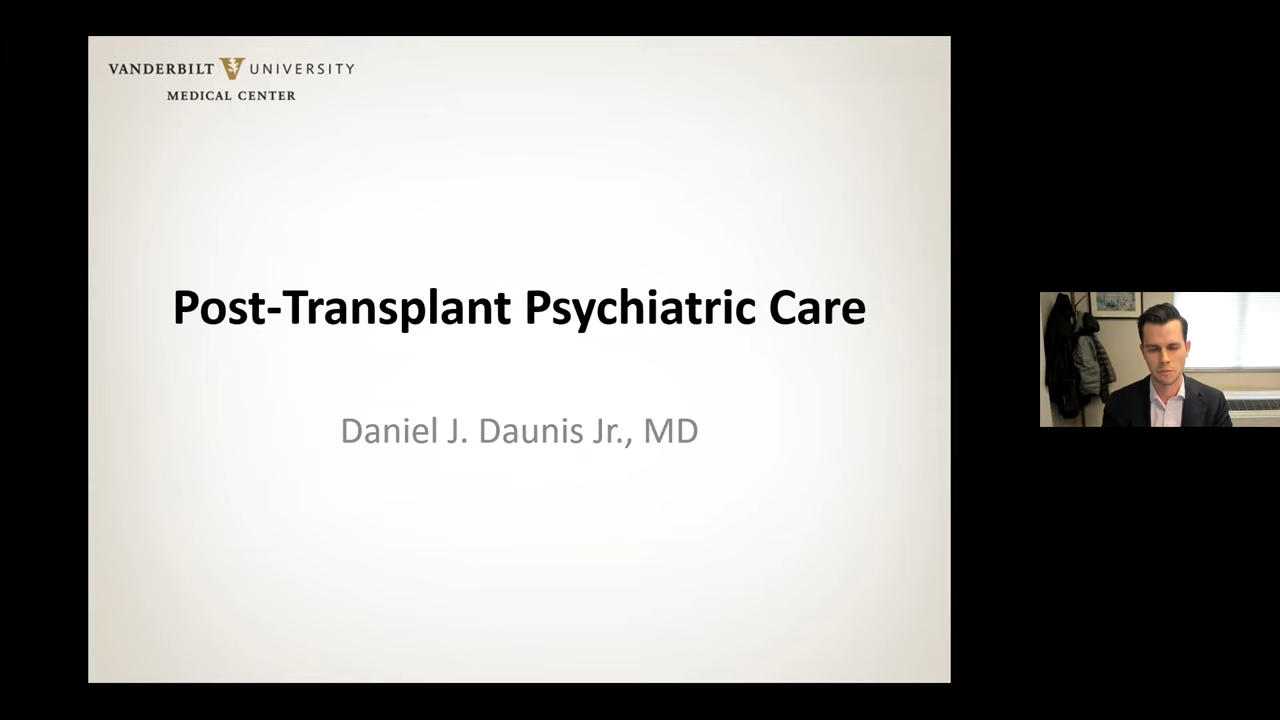 VANDERBILT V UNIVERSITY
MEDICAL CENTER
Post-Transplant Psychiatric Care
Daniel J. Daunis Jr., MD